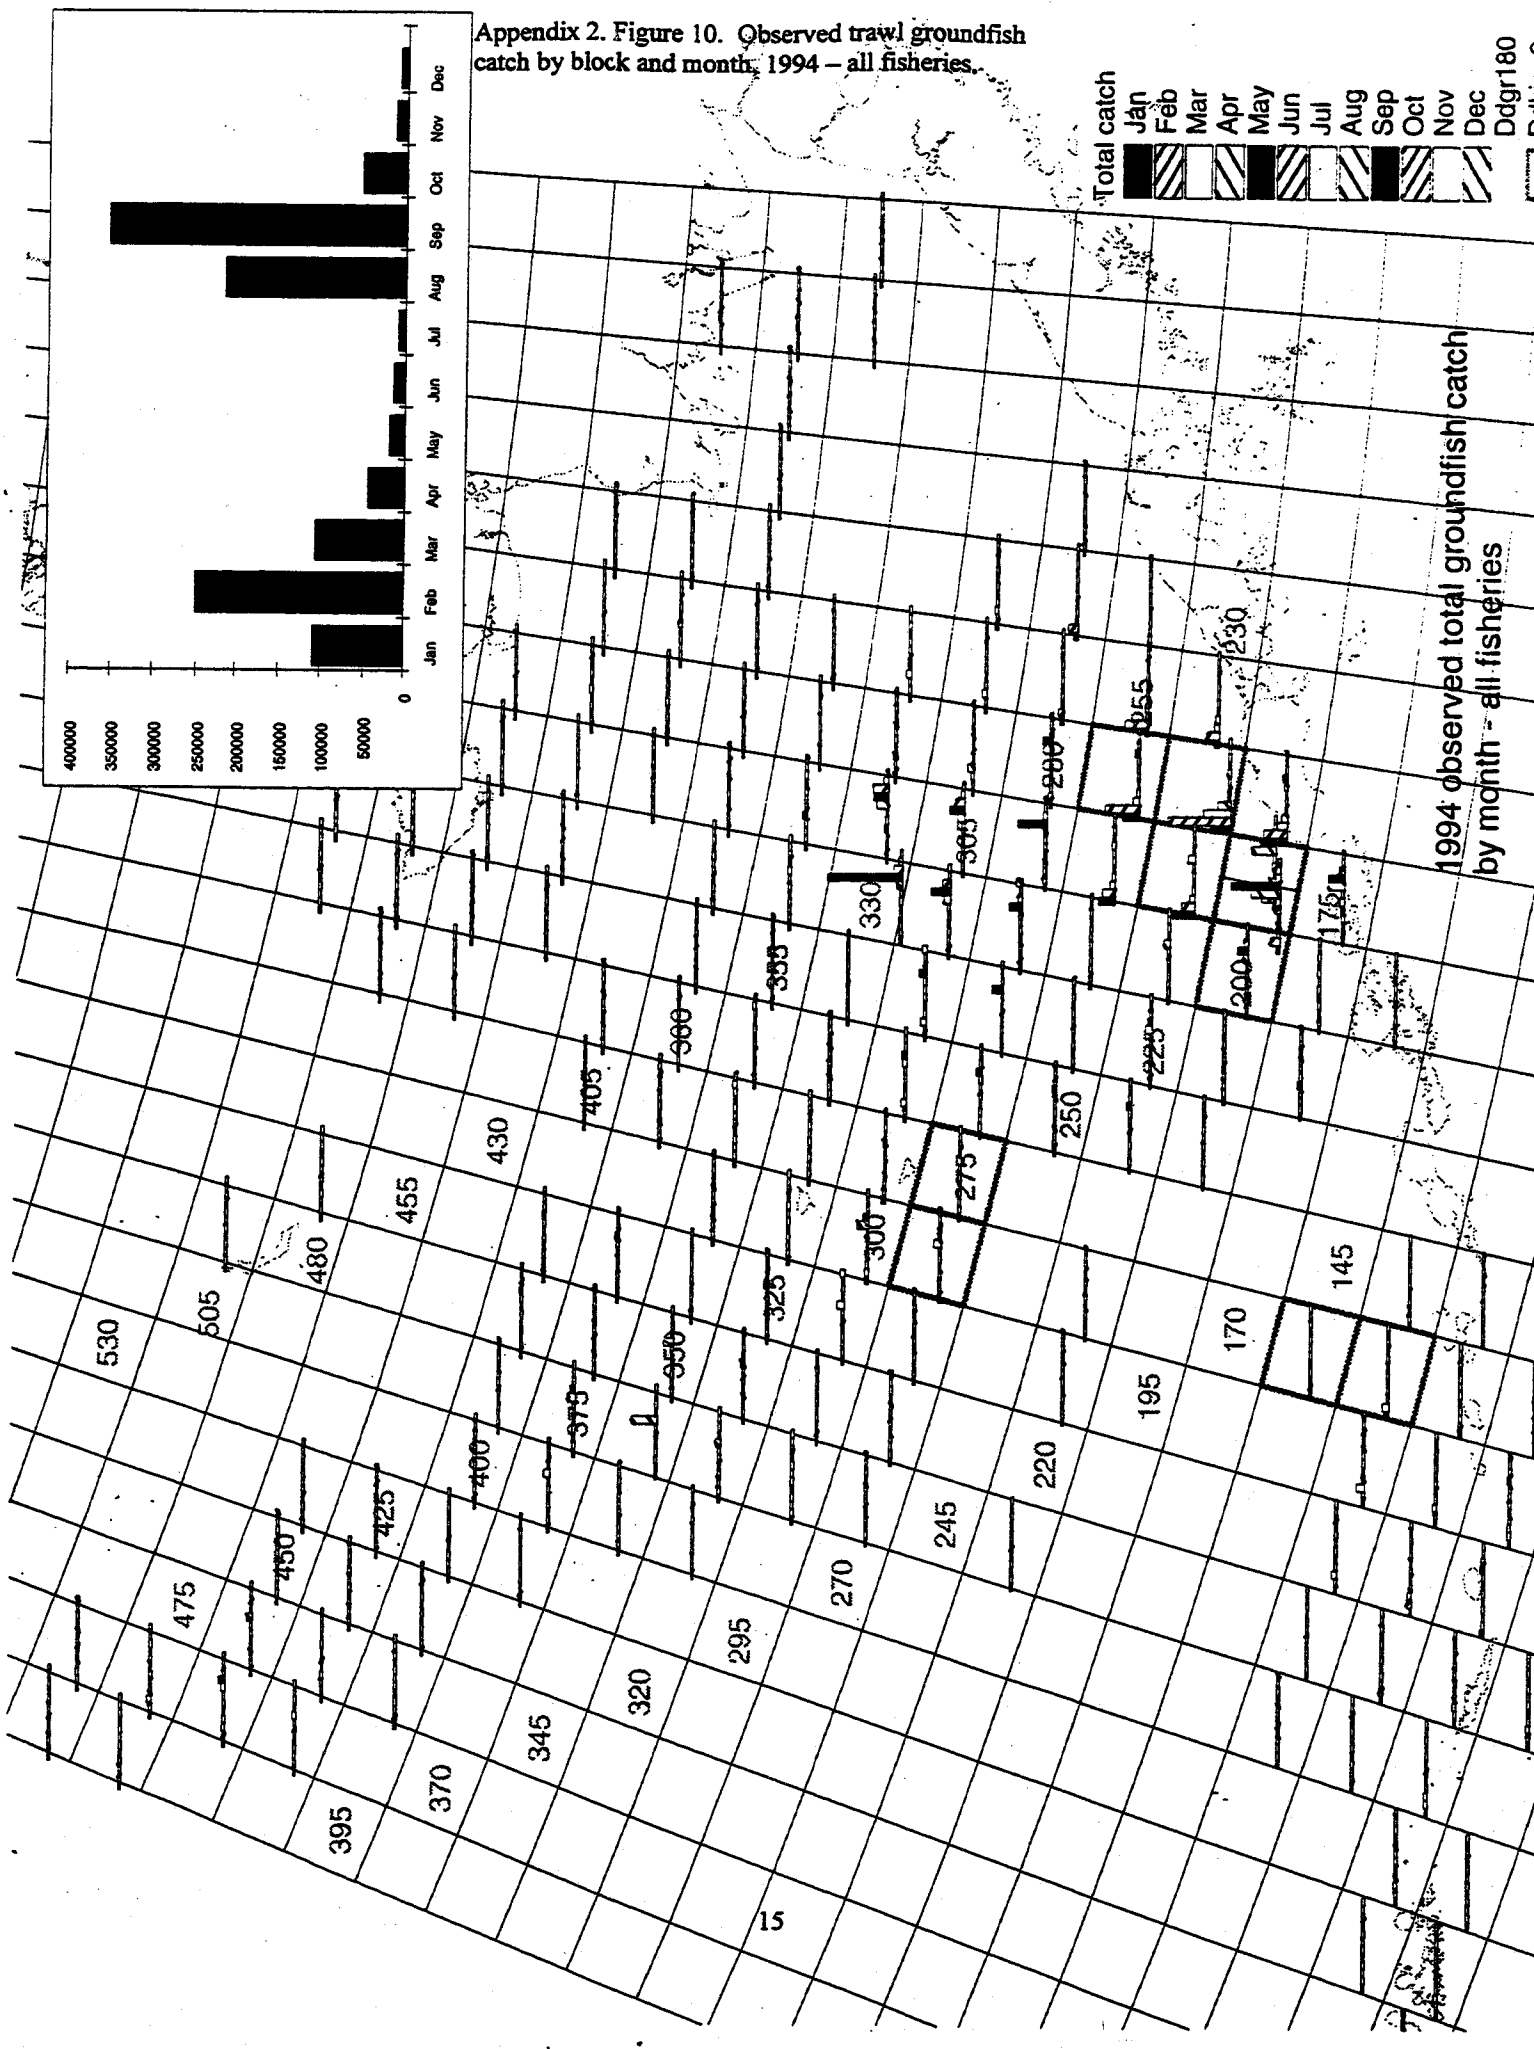 Appendix 2. Figure 10. Observed trawl groundfish
catch by block and month, 1994 – all fisheries.
400000
350000
300000
250000
200000
150000
100000
50000
0
Jan
Feb
Mar
Apr
May
Jun
Jul
Aug
Sep
Oct
Nov
Dec
Total catch
Jan
Feb
Mar
Apr
May
Jun
Jul
Aug
Sep
Oct
Nov
Dec
Ddgr180
1994 observed total groundfish catch
by month - all fisheries
530
505
480
455
430
405
380
355
330
305
280
255
230
475
450
425
400
375
350
325
300
275
250
225
200
175
395
370
345
320
295
270
245
220
195
170
145
15